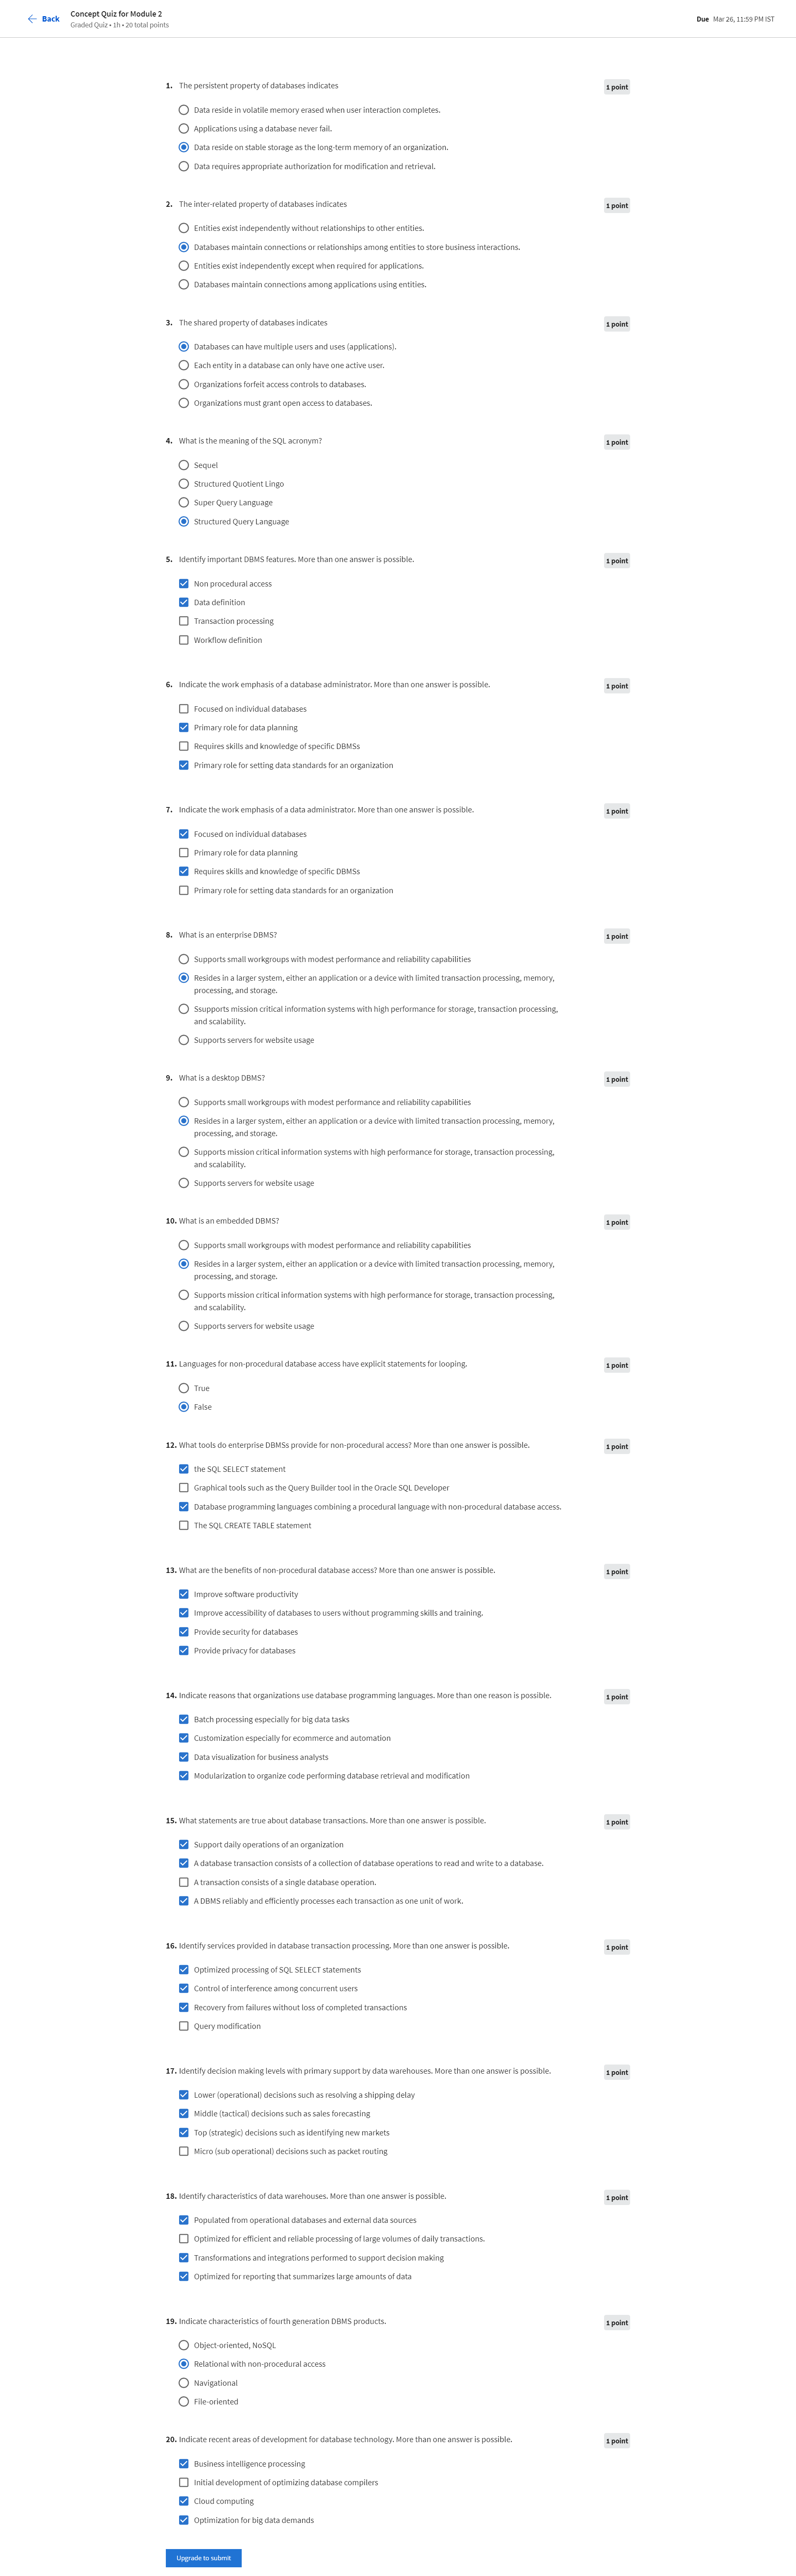 Back
Concept Quiz for Module 2
Graded Quiz • 1h • 20 total points
Due Mar 26, 11:59 PM IST
1. The persistent property of databases indicates
1 point
Data reside in volatile memory erased when user interaction completes.
Applications using a database never fail.
Data reside on stable storage as the long-term memory of an organization.
Data requires appropriate authorization for modification and retrieval.
2. The inter-related property of databases indicates
1 point
Entities exist independently without relationships to other entities.
Databases maintain connections or relationships among entities to store business interactions.
Entities exist independently except when required for applications.
Databases maintain connections among applications using entities.
3. The shared property of databases indicates
1 point
Databases can have multiple users and uses (applications).
Each entity in a database can only have one active user.
Organizations forfeit access controls to databases.
Organizations must grant open access to databases.
4. What is the meaning of the SQL acronym?
1 point
Sequel
Structured Quotient Lingo
Super Query Language
Structured Query Language
5. Identify important DBMS features. More than one answer is possible.
1 point
Non procedural access
Data definition
Transaction processing
Workflow definition
6. Indicate the work emphasis of a database administrator. More than one answer is possible.
1 point
Focused on individual databases
Primary role for data planning
Requires skills and knowledge of specific DBMSs
Primary role for setting data standards for an organization
7. Indicate the work emphasis of a data administrator. More than one answer is possible.
1 point
Focused on individual databases
Primary role for data planning
Requires skills and knowledge of specific DBMSs
Primary role for setting data standards for an organization
8. What is an enterprise DBMS?
1 point
Supports small workgroups with modest performance and reliability capabilities
Resides in a larger system, either an application or a device with limited transaction processing, memory,
processing, and storage.
Ssupports mission critical information systems with high performance for storage, transaction processing,
and scalability.
Supports servers for website usage
9. What is a desktop DBMS?
1 point
Supports small workgroups with modest performance and reliability capabilities
Resides in a larger system, either an application or a device with limited transaction processing, memory,
processing, and storage.
Supports mission critical information systems with high performance for storage, transaction processing,
and scalability.
Supports servers for website usage
10. What is an embedded DBMS?
1 point
Supports small workgroups with modest performance and reliability capabilities
Resides in a larger system, either an application or a device with limited transaction processing, memory,
processing, and storage.
Supports mission critical information systems with high performance for storage, transaction processing,
and scalability.
Supports servers for website usage
11. Languages for non-procedural database access have explicit statements for looping.
1 point
True
False
12. What tools do enterprise DBMSs provide for non-procedural access? More than one answer is possible.
1 point
the SQL SELECT statement
Graphical tools such as the Query Builder tool in the Oracle SQL Developer
Database programming languages combining a procedural language with non-procedural database access.
The SQL CREATE TABLE statement
13. What are the benefits of non-procedural database access? More than one answer is possible.
1 point
Improve software productivity
Improve accessibility of databases to users without programming skills and training.
Provide security for databases
Provide privacy for databases
14. Indicate reasons that organizations use database programming languages. More than one reason is possible.
1 point
Batch processing especially for big data tasks
Customization especially for ecommerce and automation
Data visualization for business analysts
Modularization to organize code performing database retrieval and modification
15. What statements are true about database transactions. More than one answer is possible.
1 point
Support daily operations of an organization
A database transaction consists of a collection of database operations to read and write to a database.
A transaction consists of a single database operation.
A DBMS reliably and efficiently processes each transaction as one unit of work.
16. Identify services provided in database transaction processing. More than one answer is possible.
1 point
Optimized processing of SQL SELECT statements
Control of interference among concurrent users
Recovery from failures without loss of completed transactions
Query modification
17. Identify decision making levels with primary support by data warehouses. More than one answer is possible.
1 point
Lower (operational) decisions such as resolving a shipping delay
Middle (tactical) decisions such as sales forecasting
Top (strategic) decisions such as identifying new markets
Micro (sub operational) decisions such as packet routing
18. Identify characteristics of data warehouses. More than one answer is possible.
1 point
Populated from operational databases and external data sources
Optimized for efficient and reliable processing of large volumes of daily transactions.
Transformations and integrations performed to support decision making
Optimized for reporting that summarizes large amounts of data
19. Indicate characteristics of fourth generation DBMS products.
1 point
Object-oriented, NoSQL
Relational with non-procedural access
Navigational
File-oriented
20. Indicate recent areas of development for database technology. More than one answer is possible.
1 point
Business intelligence processing
Initial development of optimizing database compilers
Cloud computing
Optimization for big data demands
Upgrade to submit